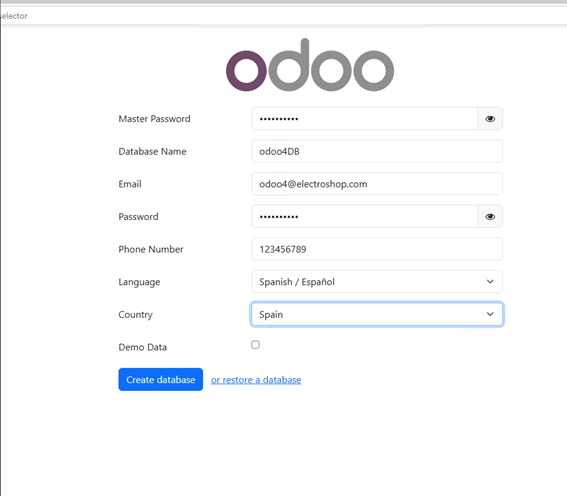 selector
odoo
Master Password ••••••••••
Database Name odoo4DB
Email odoo4@electroshop.com
Password ••••••••••
Phone Number 123456789
Language Spanish / Español
Country Spain
Demo Data
Create database or restore a database